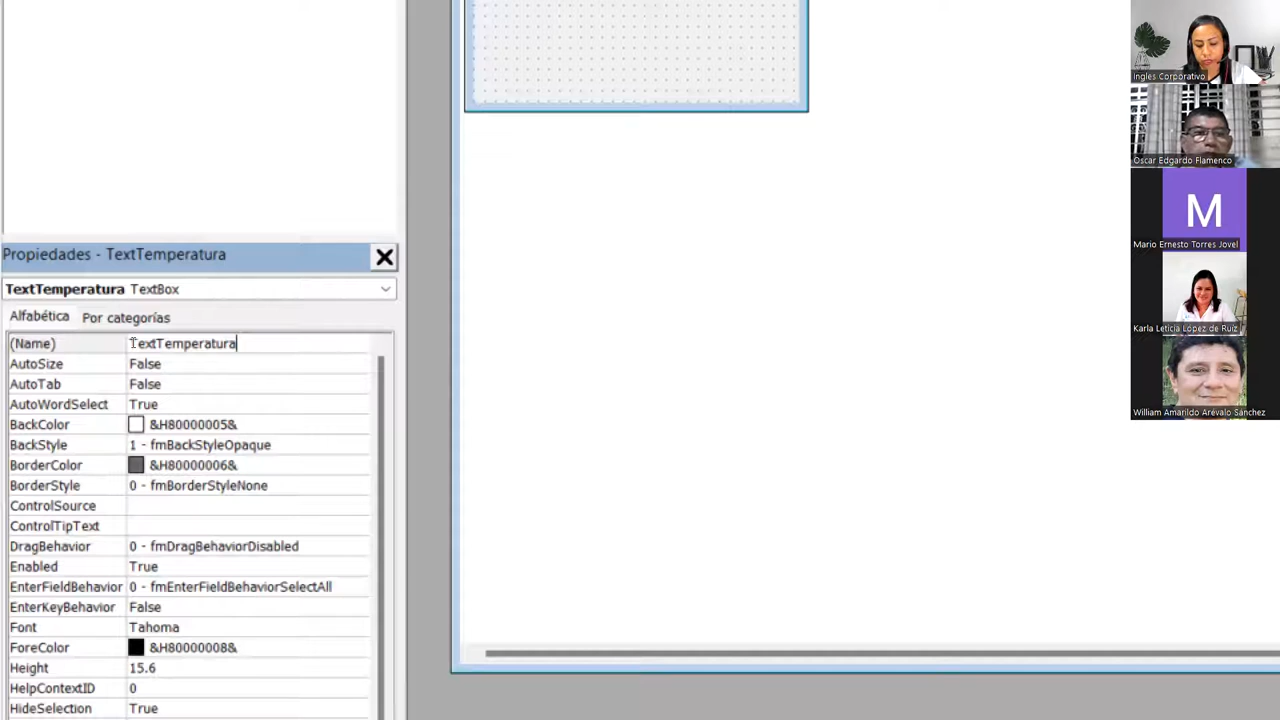 Propiedades - TextTemperatura
TextTemperatura TextBox
Alfabética Por categorías
(Name) TextTemperatura
AutoSize False
AutoTab False
AutoWordSelect True
BackColor &H80000005&
BackStyle 1 - fmBackStyleOpaque
BorderColor &H80000006&
BorderStyle 0 - fmBorderStyleNone
ControlSource
ControlTipText
DragBehavior 0 - fmDragBehaviorDisabled
Enabled True
EnterFieldBehavior 0 - fmEnterFieldBehaviorSelectAll
EnterKeyBehavior False
Font Tahoma
ForeColor &H80000008&
Height 15.6
HelpContextID 0
HideSelection True
Ingles Corporativo
Oscar Edgardo Flamenco
M
Mario Ernesto Torres Jovel
Karla Leticia López de Ruiz
William Amarildo Arévalo Sánchez